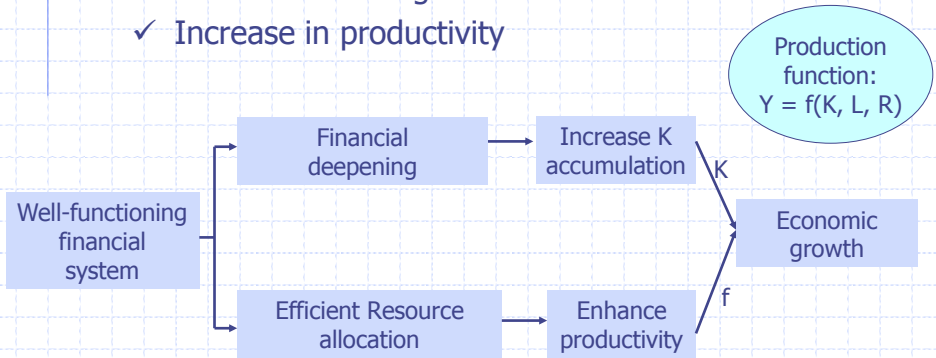 ✓ Increase in productivity
Production
function:
Y = f(K, L, R)
Financial
deepening
Increase K
accumulation
K
Well-functioning
financial
system
Economic
growth
Efficient Resource
allocation
Enhance
productivity
f